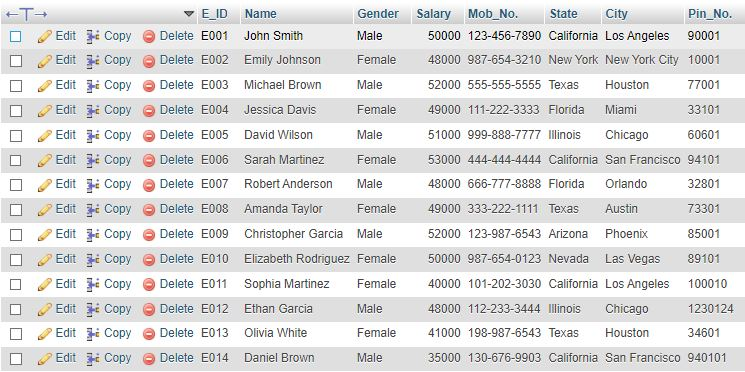 ←T→ E_ID Name Gender Salary Mob_No. State City Pin_No.
Edit Copy Delete E001 John Smith Male 50000 123-456-7890 California Los Angeles 90001
Edit Copy Delete E002 Emily Johnson Female 48000 987-654-3210 New York New York City 10001
Edit Copy Delete E003 Michael Brown Male 52000 555-555-5555 Texas Houston 77001
Edit Copy Delete E004 Jessica Davis Female 49000 111-222-3333 Florida Miami 33101
Edit Copy Delete E005 David Wilson Male 51000 999-888-7777 Illinois Chicago 60601
Edit Copy Delete E006 Sarah Martinez Female 53000 444-444-4444 California San Francisco 94101
Edit Copy Delete E007 Robert Anderson Male 48000 666-777-8888 Florida Orlando 32801
Edit Copy Delete E008 Amanda Taylor Female 49000 333-222-1111 Texas Austin 73301
Edit Copy Delete E009 Christopher Garcia Male 52000 123-987-6543 Arizona Phoenix 85001
Edit Copy Delete E010 Elizabeth Rodriguez Female 50000 987-654-0123 Nevada Las Vegas 89101
Edit Copy Delete E011 Sophia Martinez Female 40000 101-202-3030 California Los Angeles 100010
Edit Copy Delete E012 Ethan Garcia Male 48000 112-233-3444 Illinois Chicago 1230124
Edit Copy Delete E013 Olivia White Female 41000 198-987-6543 Texas Houston 34601
Edit Copy Delete E014 Daniel Brown Male 35000 130-676-9903 California San Francisco 940101